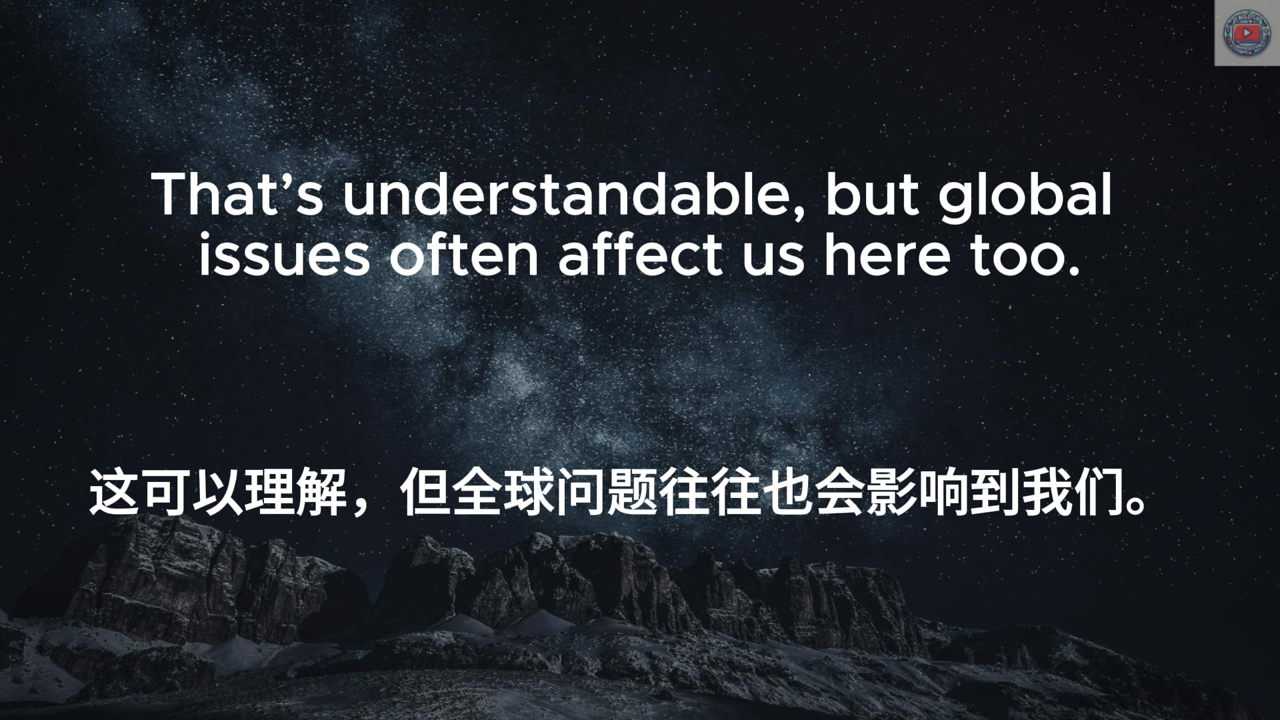 That’s understandable, but global
issues often affect us here too.
这可以理解，但全球问题往往也会影响到我们。